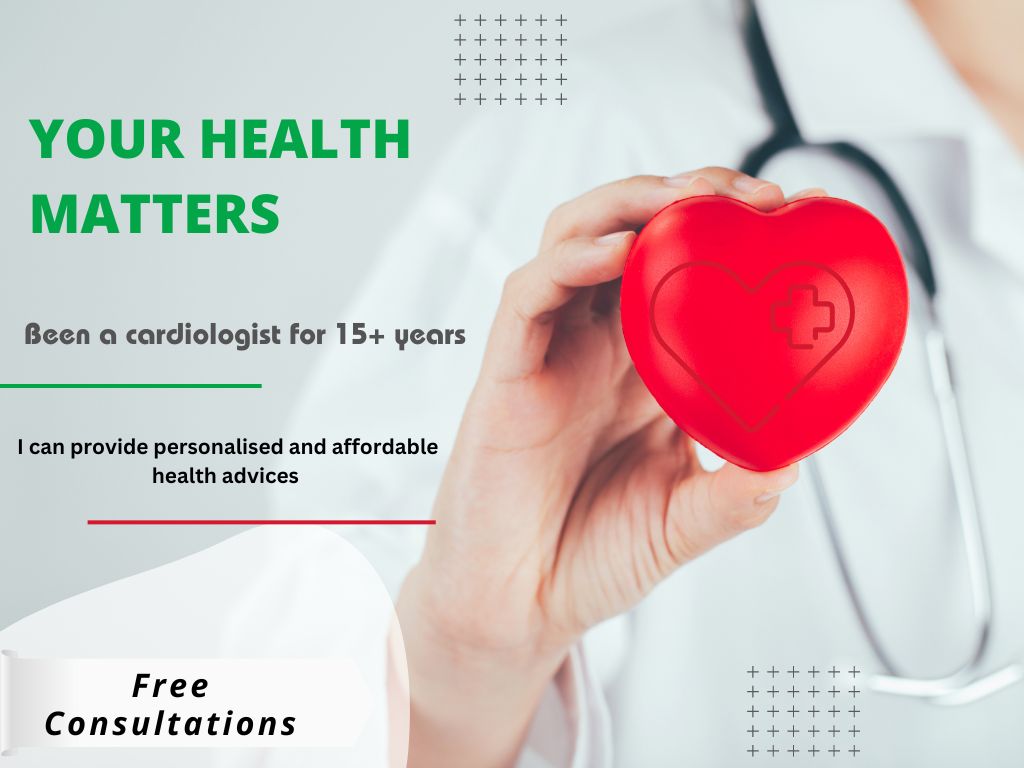 YOUR HEALTH
MATTERS
Been a cardiologist for 15+ years
I can provide personalised and affordable
health advices
Free
Consultations